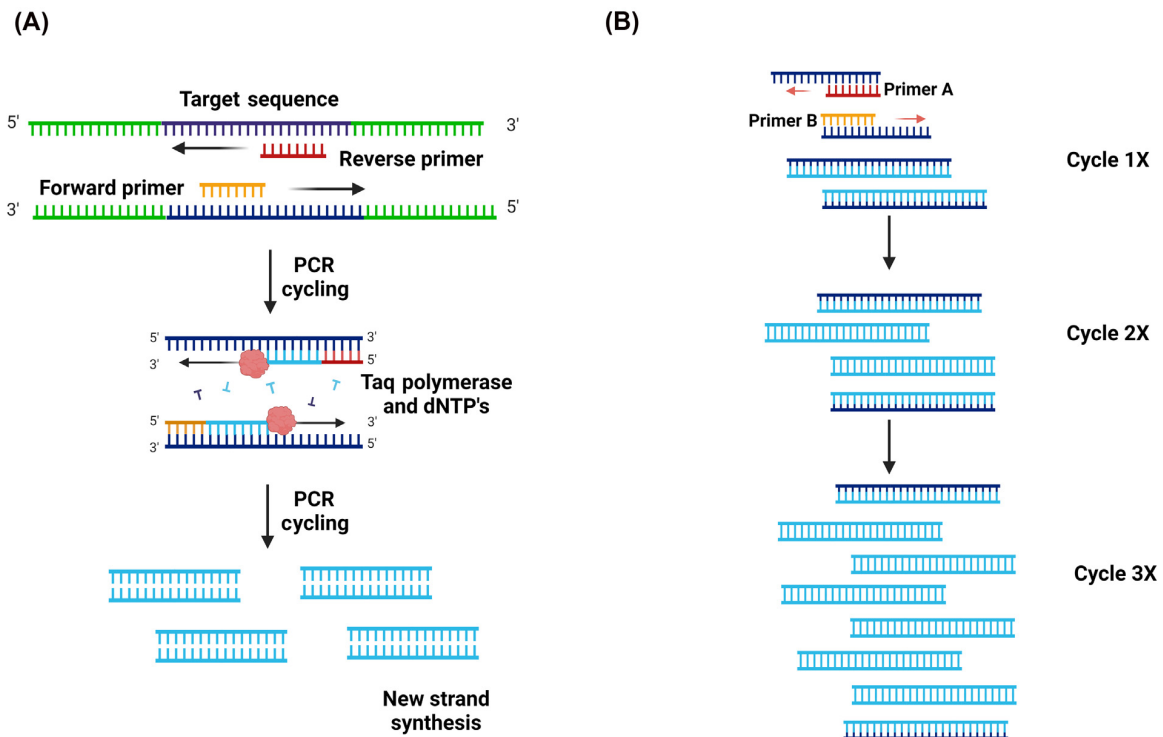 (A)
Target sequence
5'
3'
Reverse primer
Forward primer
3'
5'
PCR
cycling
5'
3'
3'
5'
Taq polymerase
and dNTP's
5'
3'
3'
5'
PCR
cycling
New strand
synthesis
(B)
Primer A
Primer B
Cycle 1X
Cycle 2X
Cycle 3X